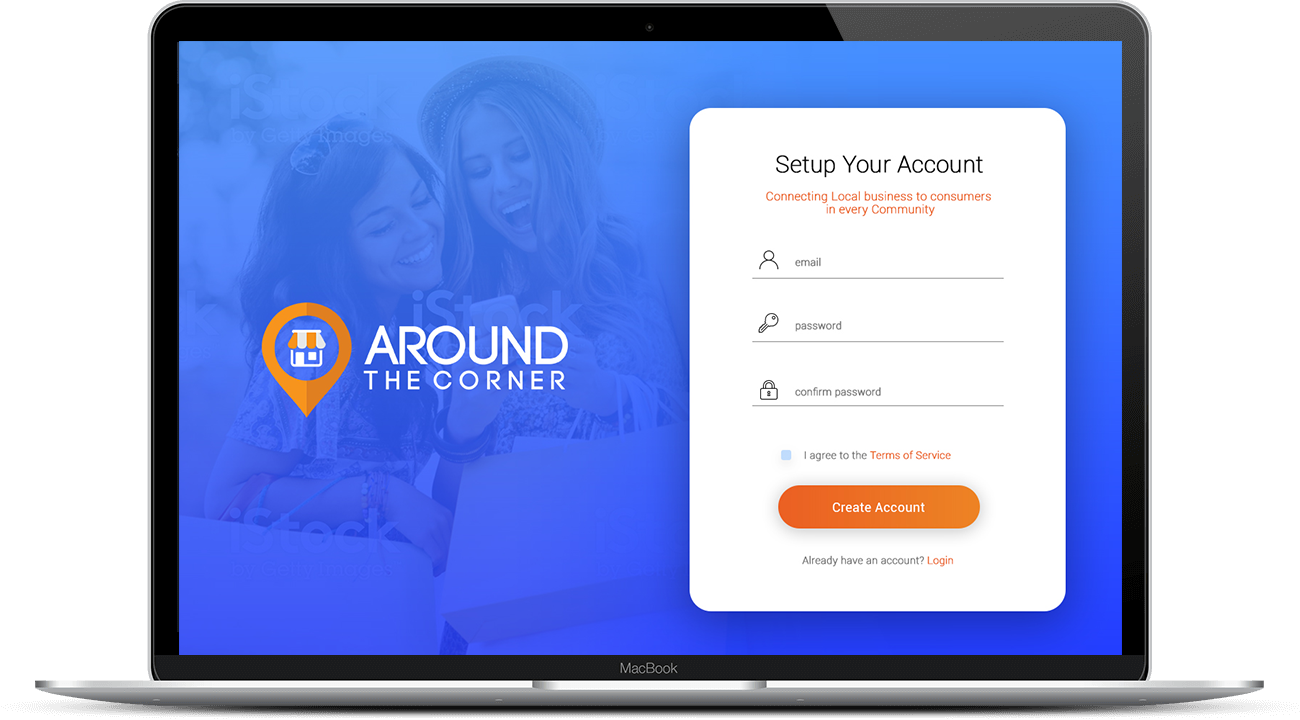 iStock
by Getty Images
iStock
AROUND
THE CORNER
iStock
Getty Images
Setup Your Account
Connecting Local business to consumers
in every Community
email
password
confirm password
I agree to the Terms of Service
Create Account
Already have an account? Login
MacBook